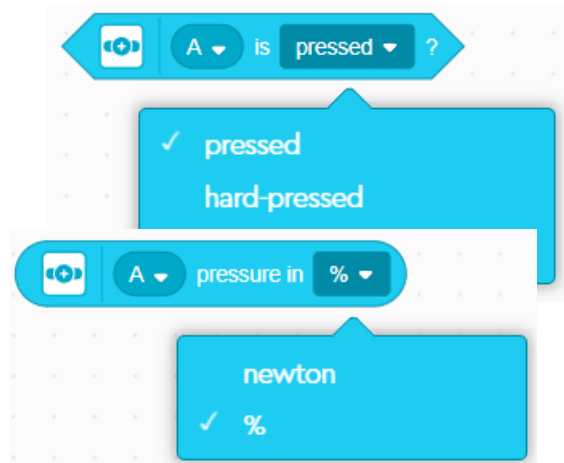 A is pressed ?
pressed
hard-pressed
A pressure in %
newton
%